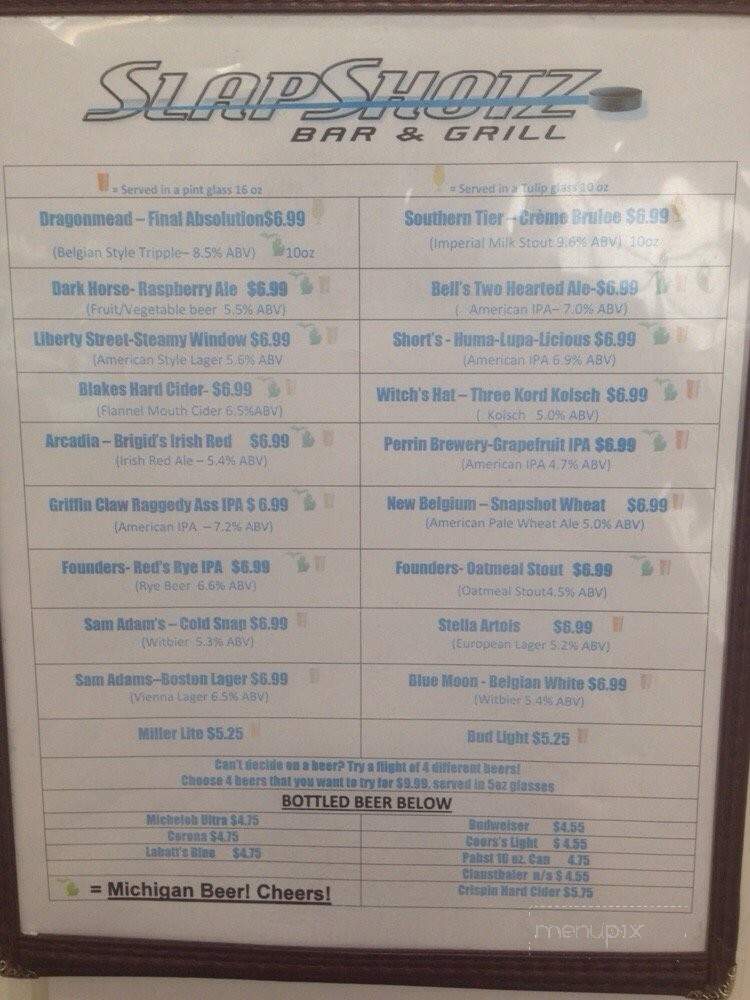 SLAPSHOTZ
BAR & GRILL
= Served in a pint glass 16 oz
= Served in a Tulip glass 10 oz
Dragonmead – Final Absolution$6.99
(Belgian Style Tripple– 8.5% ABV) 10oz
Southern Tier – Crème Brulee $6.99
(Imperial Milk Stout 9.6% ABV) 10oz
Dark Horse- Raspberry Ale $6.99
(Fruit/Vegetable beer 5.5% ABV)
Bell's Two Hearted Ale-$6.99
( American IPA– 7.0% ABV)
Liberty Street-Steamy Window $6.99
(American Style Lager 5.6% ABV
Short's - Huma-Lupa-Licious $6.99
(American IPA 6.9% ABV)
Blakes Hard Cider- $6.99
(Flannel Mouth Cider 6.5%ABV)
Witch's Hat – Three Kord Kolsch $6.99
( Kolsch 5.0% ABV)
Arcadia – Brigid's Irish Red $6.99
(Irish Red Ale – 5.4% ABV)
Perrin Brewery-Grapefruit IPA $6.99
(American IPA 4.7% ABV)
Griffin Claw Raggedy Ass IPA $ 6.99
(American IPA – 7.2% ABV)
New Belgium – Snapshot Wheat $6.99
(American Pale Wheat Ale 5.0% ABV)
Founders- Red's Rye IPA $6.99
(Rye Beer 6.6% ABV)
Founders- Oatmeal Stout $6.99
(Oatmeal Stout4.5% ABV)
Sam Adam's – Cold Snap $6.99
(Witbier 5.3% ABV)
Stella Artois $6.99
(European Lager 5.2% ABV)
Sam Adams–Boston Lager $6.99
(Vienna Lager 6.5% ABV)
Blue Moon - Belgian White $6.99
(Witbier 5.4% ABV)
Miller Lite $5.25
Bud Light $5.25
Can't decide on a beer? Try a flight of 4 different beers!
Choose 4 beers that you want to try for $9.99, served in 5oz glasses
BOTTLED BEER BELOW
Michelob Ultra $4.75
Corona $4.75
Labatt's Blue $4.75
Budweiser $4.55
Coors's Light $ 4.55
Pabst 16 oz. Can 4.75
Clausthaler n/a $ 4.55
Crispin Hard Cider $5.75
= Michigan Beer! Cheers!
menupix